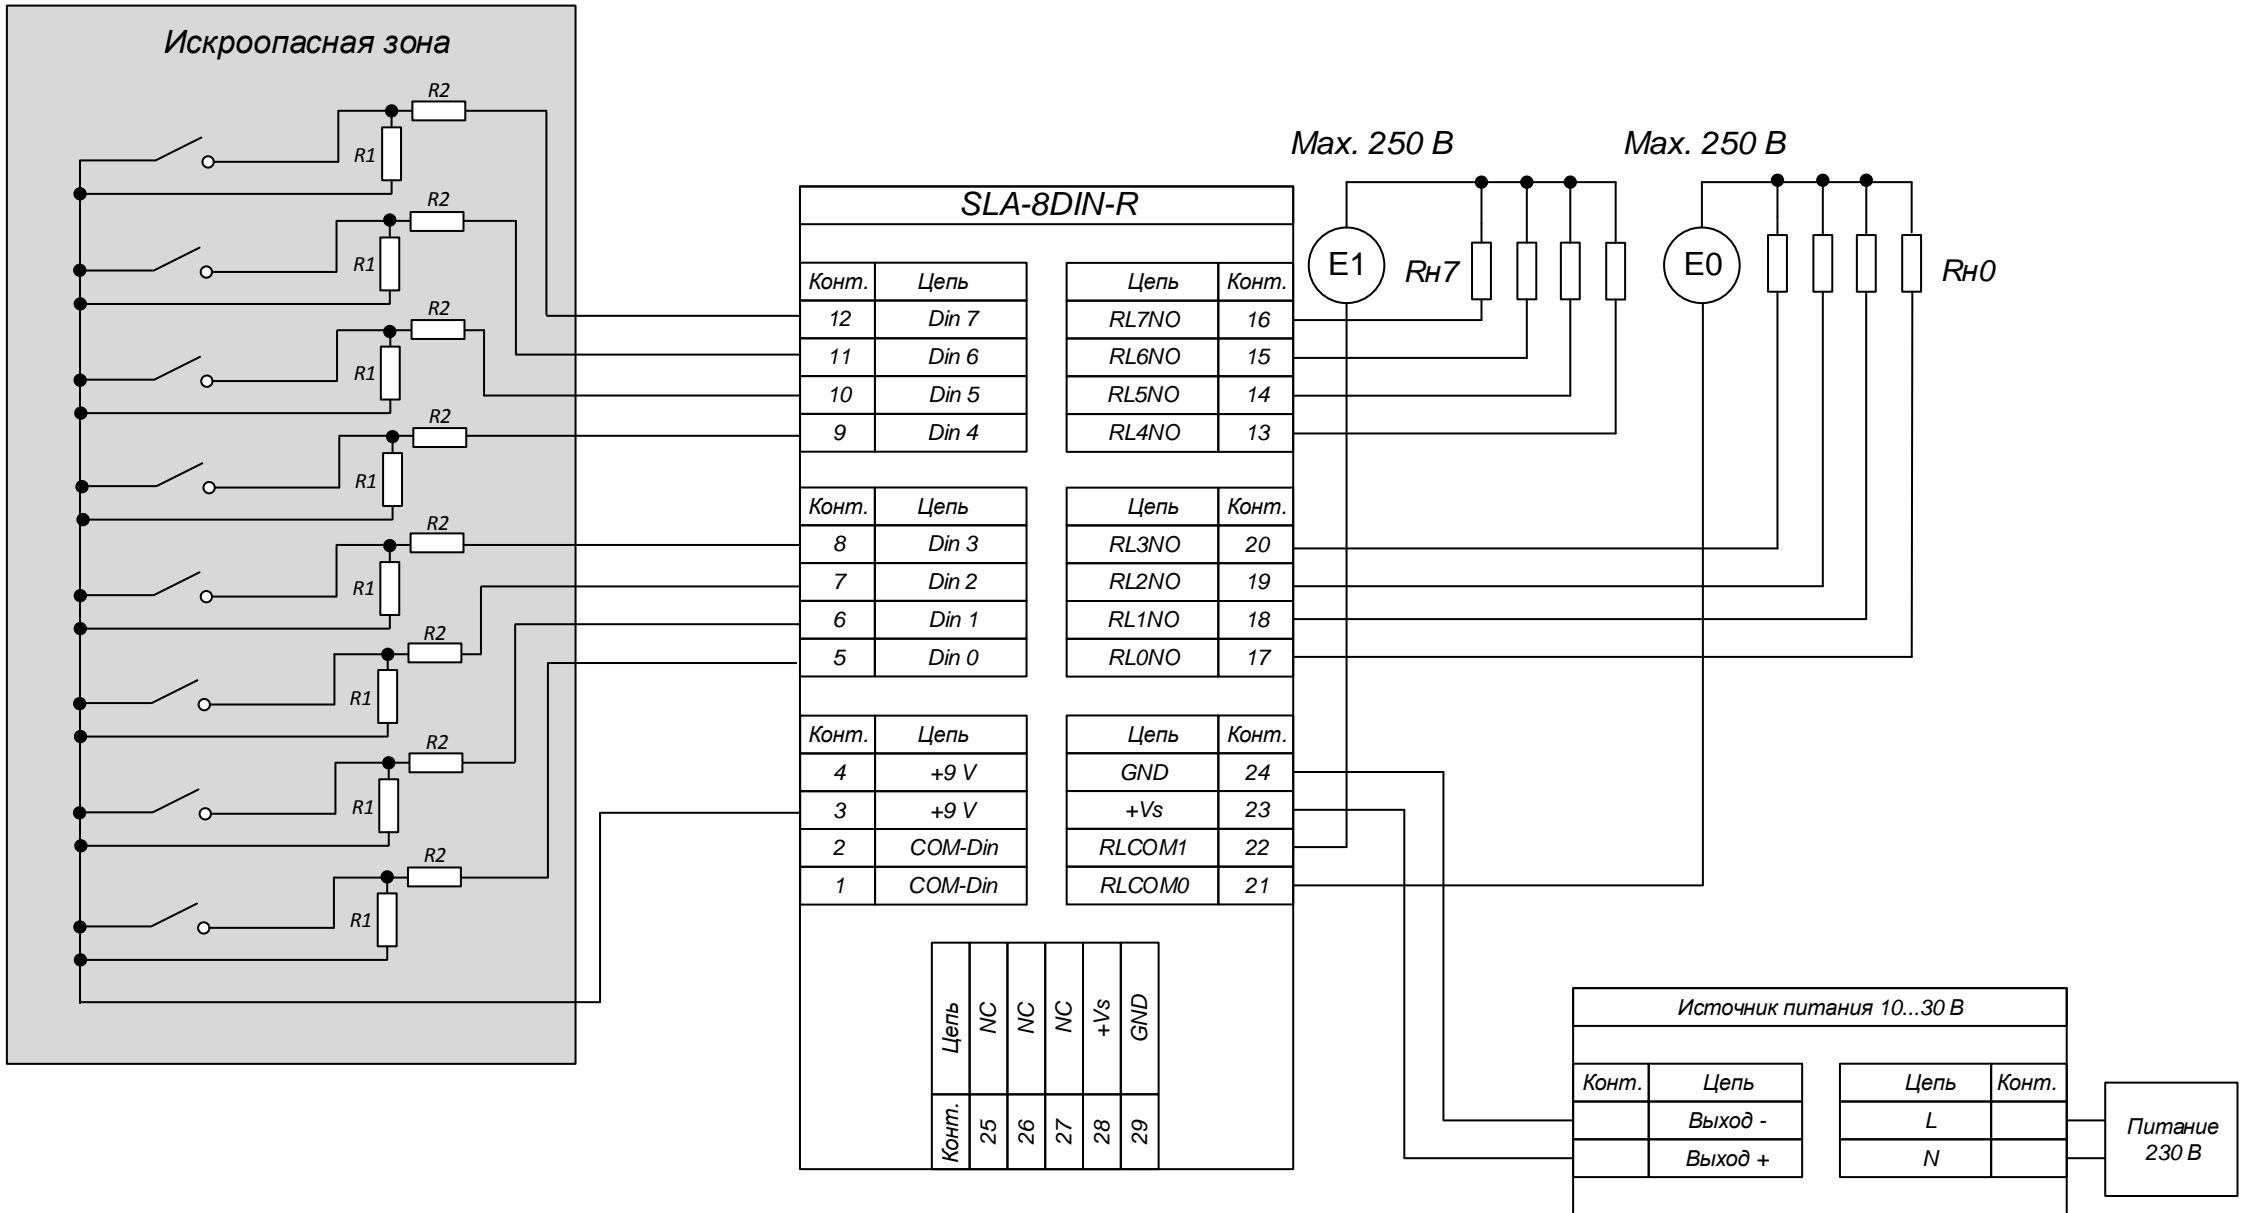 Искроопасная зона
R2
R1
R2
R1
R2
R1
R2
R1
R2
R1
R2
R1
R2
R1
R2
R1
SLA-8DIN-R
Конт. Цепь Цепь Конт.
12 Din 7 RL7NO 16
11 Din 6 RL6NO 15
10 Din 5 RL5NO 14
9 Din 4 RL4NO 13
Конт. Цепь Цепь Конт.
8 Din 3 RL3NO 20
7 Din 2 RL2NO 19
6 Din 1 RL1NO 18
5 Din 0 RL0NO 17
Конт. Цепь Цепь Конт.
4 +9 V GND 24
3 +9 V +Vs 23
2 COM-Din RLCOM1 22
1 COM-Din RLCOM0 21
Цепь NC NC NC +Vs GND
Конт. 25 26 27 28 29
Max. 250 В
E1
Rн7
Max. 250 В
E0
Rн0
Источник питания 10...30 В
Конт. Цепь Цепь Конт.
Выход - L
Выход + N
Питание
230 В